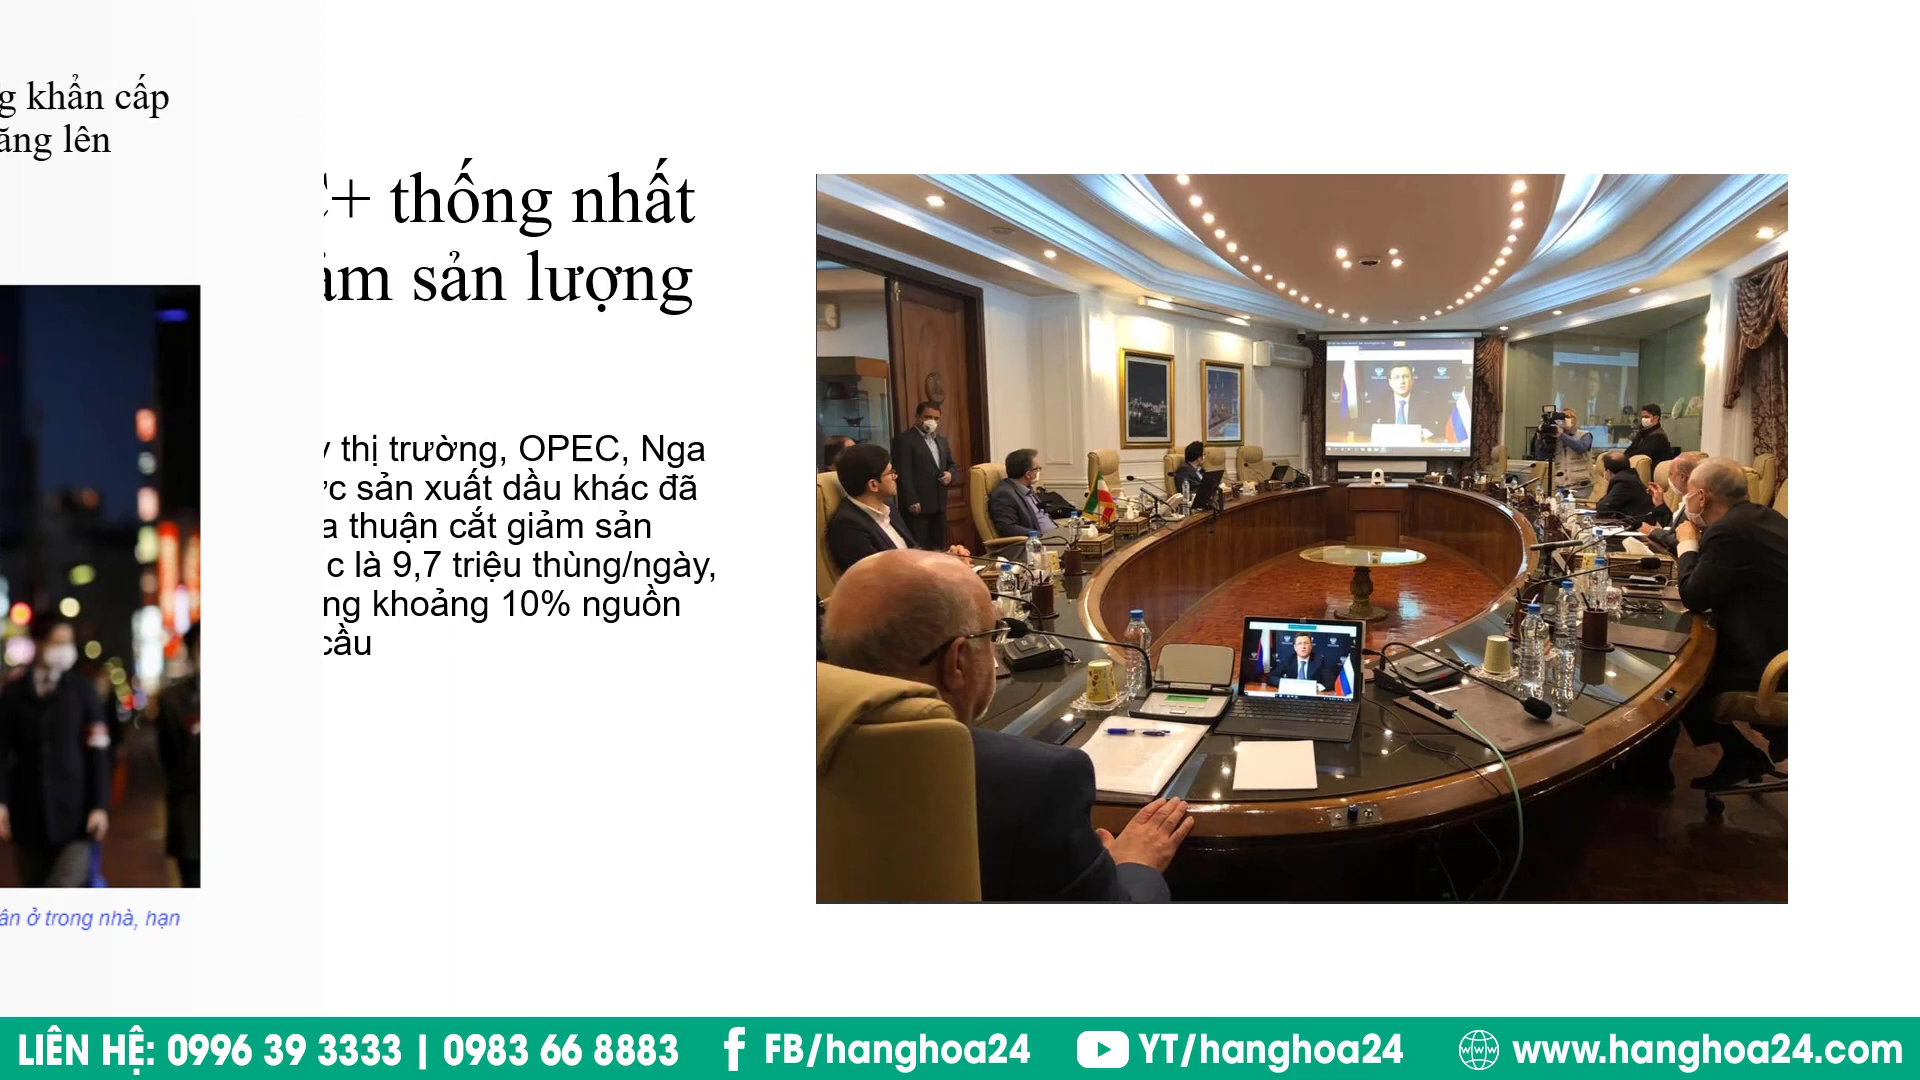 g khẩn cấp
ăng lên
ân ở trong nhà, hạn
C+ thống nhất
ảm sản lượng
y thị trường, OPEC, Nga
ớc sản xuất dầu khác đã
a thuận cắt giảm sản
c là 9,7 triệu thùng/ngày,
ng khoảng 10% nguồn
cầu
LIÊN HỆ: 0996 39 3333 | 0983 66 8883 FB/hanghoa24 YT/hanghoa24 www.hanghoa24.com